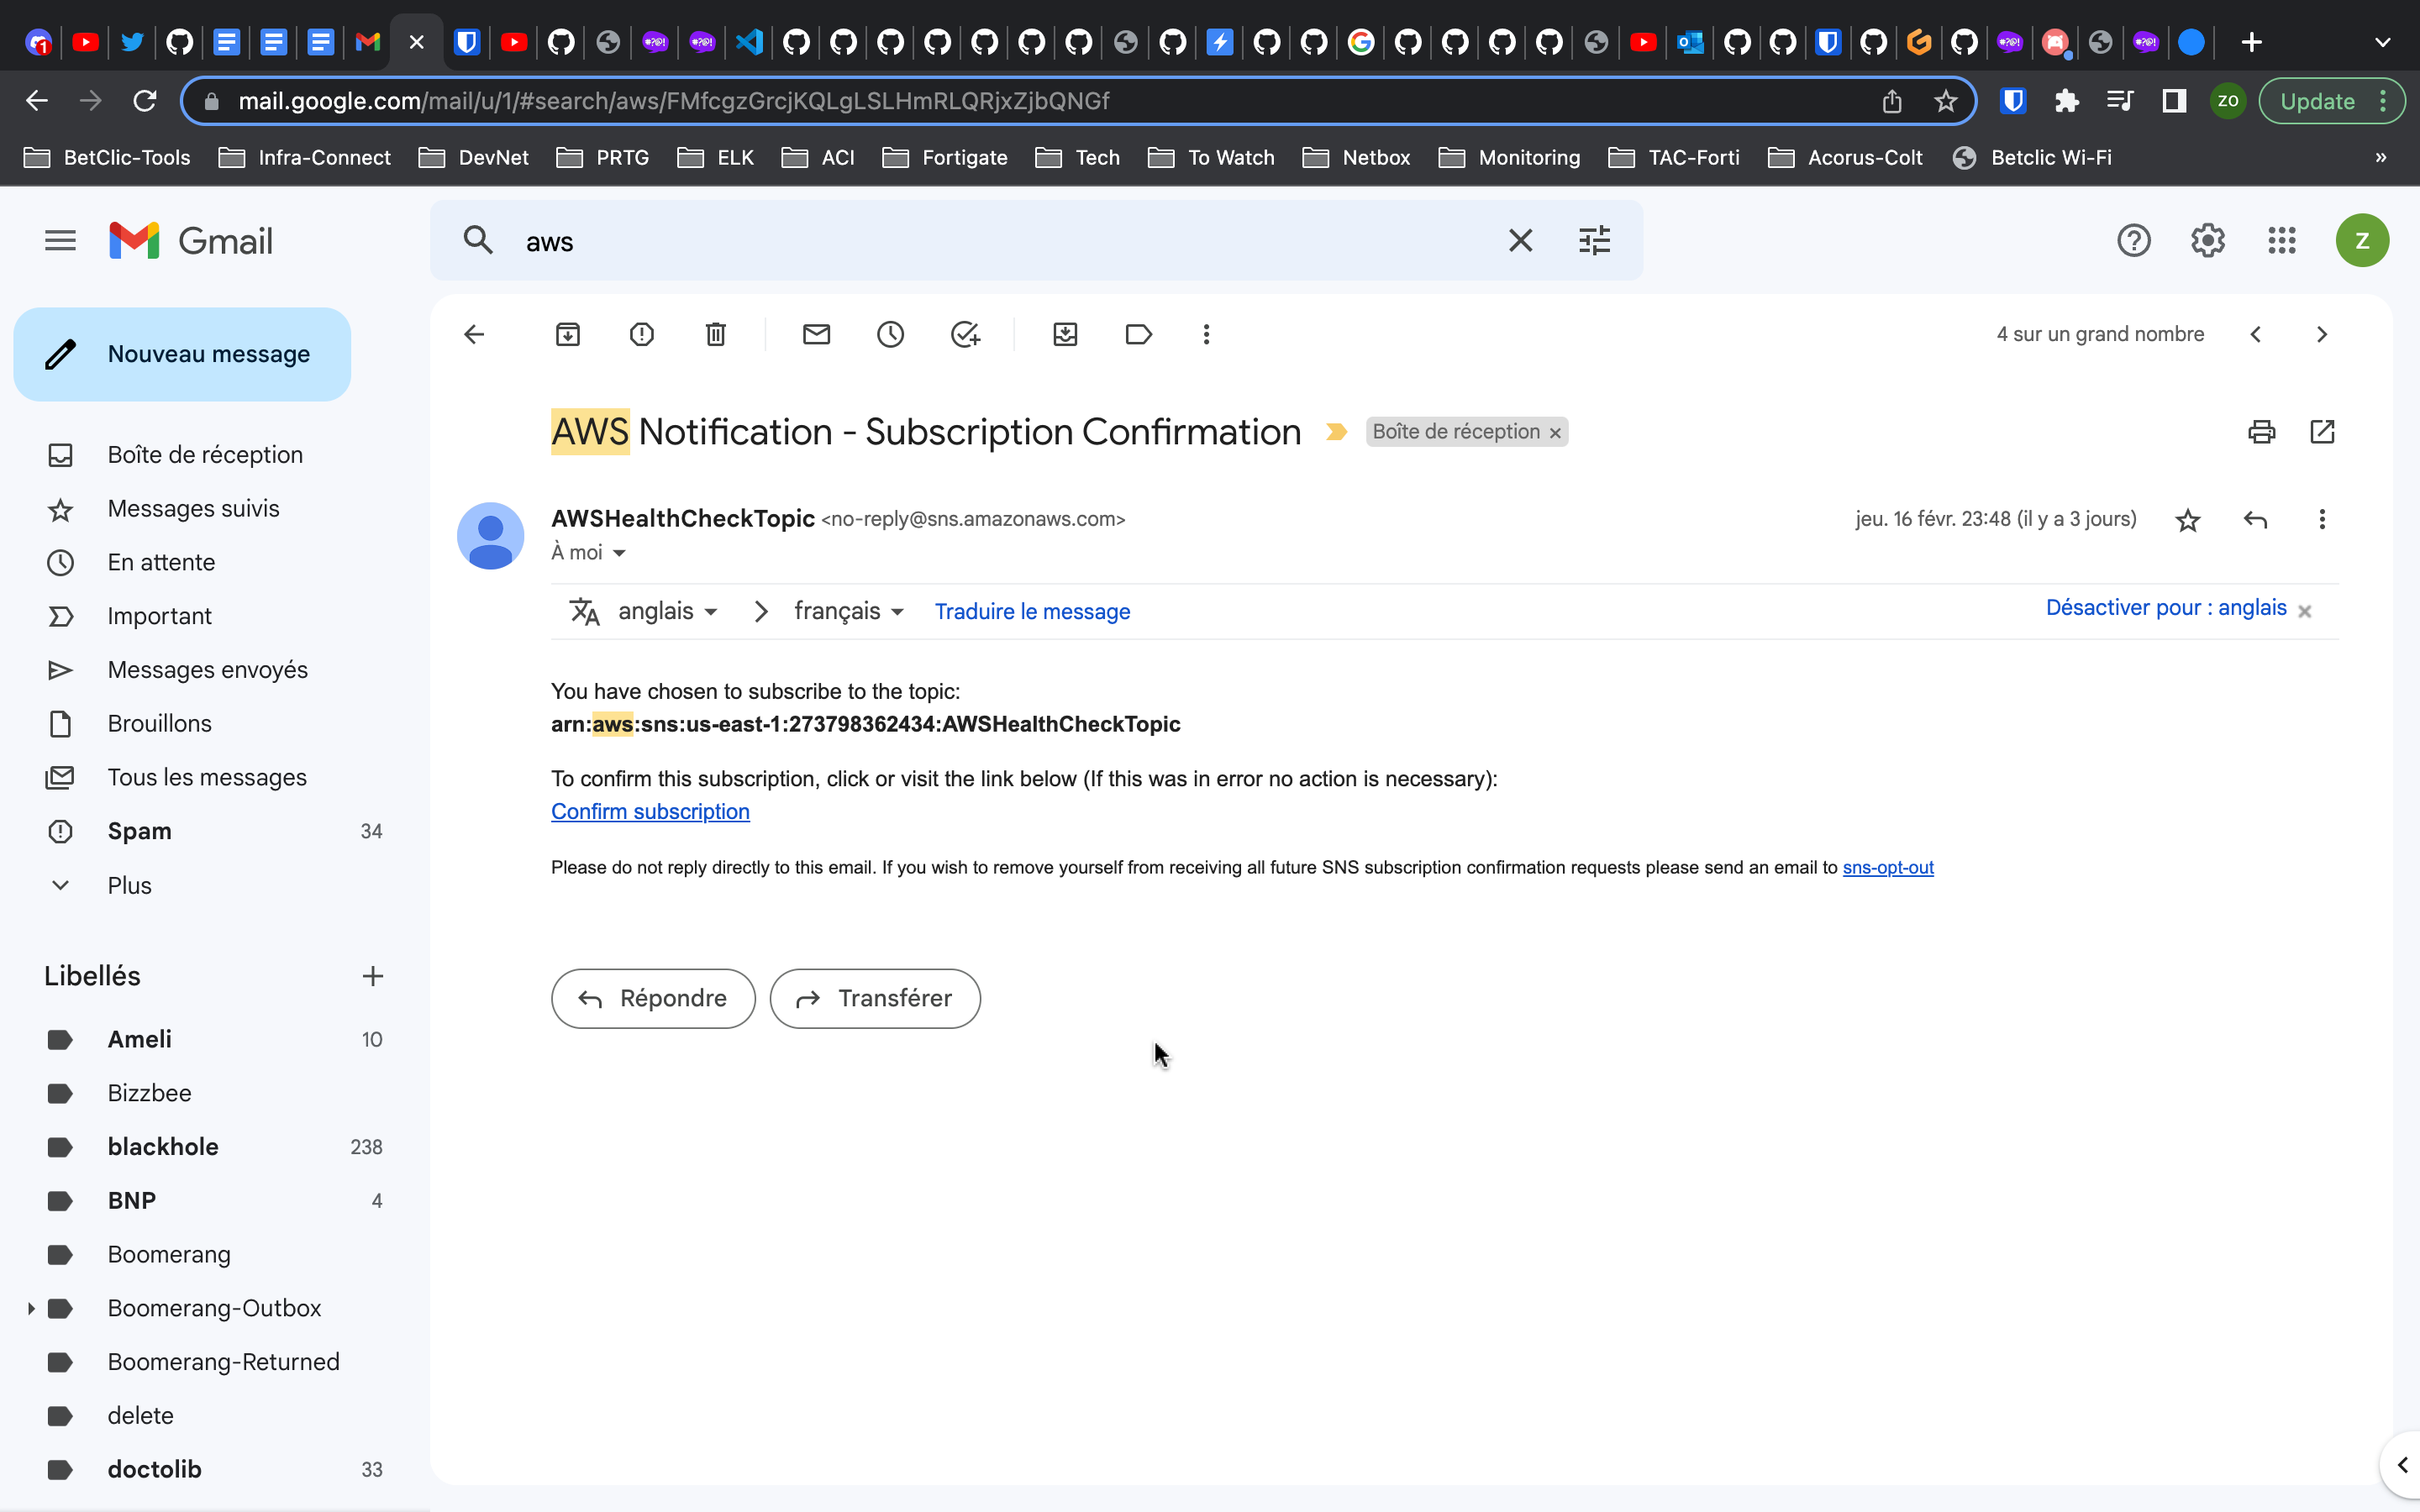 1
mail.google.com/mail/u/1/#search/aws/FMfcgzGrcjKQLgLSLHmRLQRjxZjbQNGf
ZO
Update
BetClic-Tools
Infra-Connect
DevNet
PRTG
ELK
ACI
Fortigate
Tech
To Watch
Netbox
Monitoring
TAC-Forti
Acorus-Colt
Betclic Wi-Fi
»
Gmail
aws
Z
Nouveau message
4 sur un grand nombre
AWS Notification - Subscription Confirmation
Boîte de réception ×
Boîte de réception
Messages suivis
En attente
Important
Messages envoyés
Brouillons
Tous les messages
Spam 34
Plus
Libellés
Ameli 10
Bizzbee
blackhole 238
BNP 4
Boomerang
Boomerang-Outbox
Boomerang-Returned
delete
doctolib 33
AWSHealthCheckTopic <no-reply@sns.amazonaws.com>
jeu. 16 févr. 23:48 (il y a 3 jours)
À moi
anglais
français
Traduire le message
Désactiver pour : anglais
You have chosen to subscribe to the topic:
arn:aws:sns:us-east-1:273798362434:AWSHealthCheckTopic
To confirm this subscription, click or visit the link below (If this was in error no action is necessary):
Confirm subscription
Please do not reply directly to this email. If you wish to remove yourself from receiving all future SNS subscription confirmation requests please send an email to sns-opt-out
Répondre
Transférer